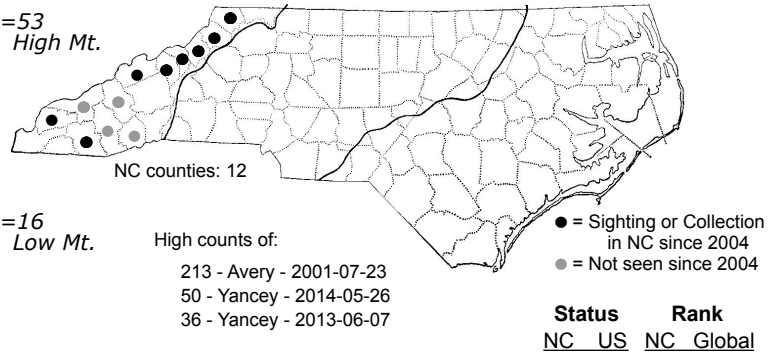 =53
High Mt.
NC counties: 12
=16
Low Mt.
High counts of:
213 - Avery - 2001-07-23
50 - Yancey - 2014-05-26
36 - Yancey - 2013-06-07
● = Sighting or Collection
in NC since 2004
● = Not seen since 2004
Status Rank
NC US NC Global